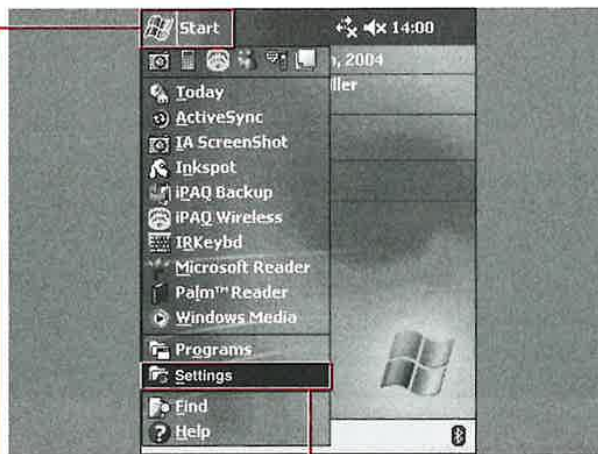 Start 14:00
, 2004
ller
Today
ActiveSync
IA ScreenShot
Inkspot
iPAQ Backup
iPAQ Wireless
IRKeybd
Microsoft Reader
Palm™ Reader
Windows Media
Programs
Settings
Find
Help